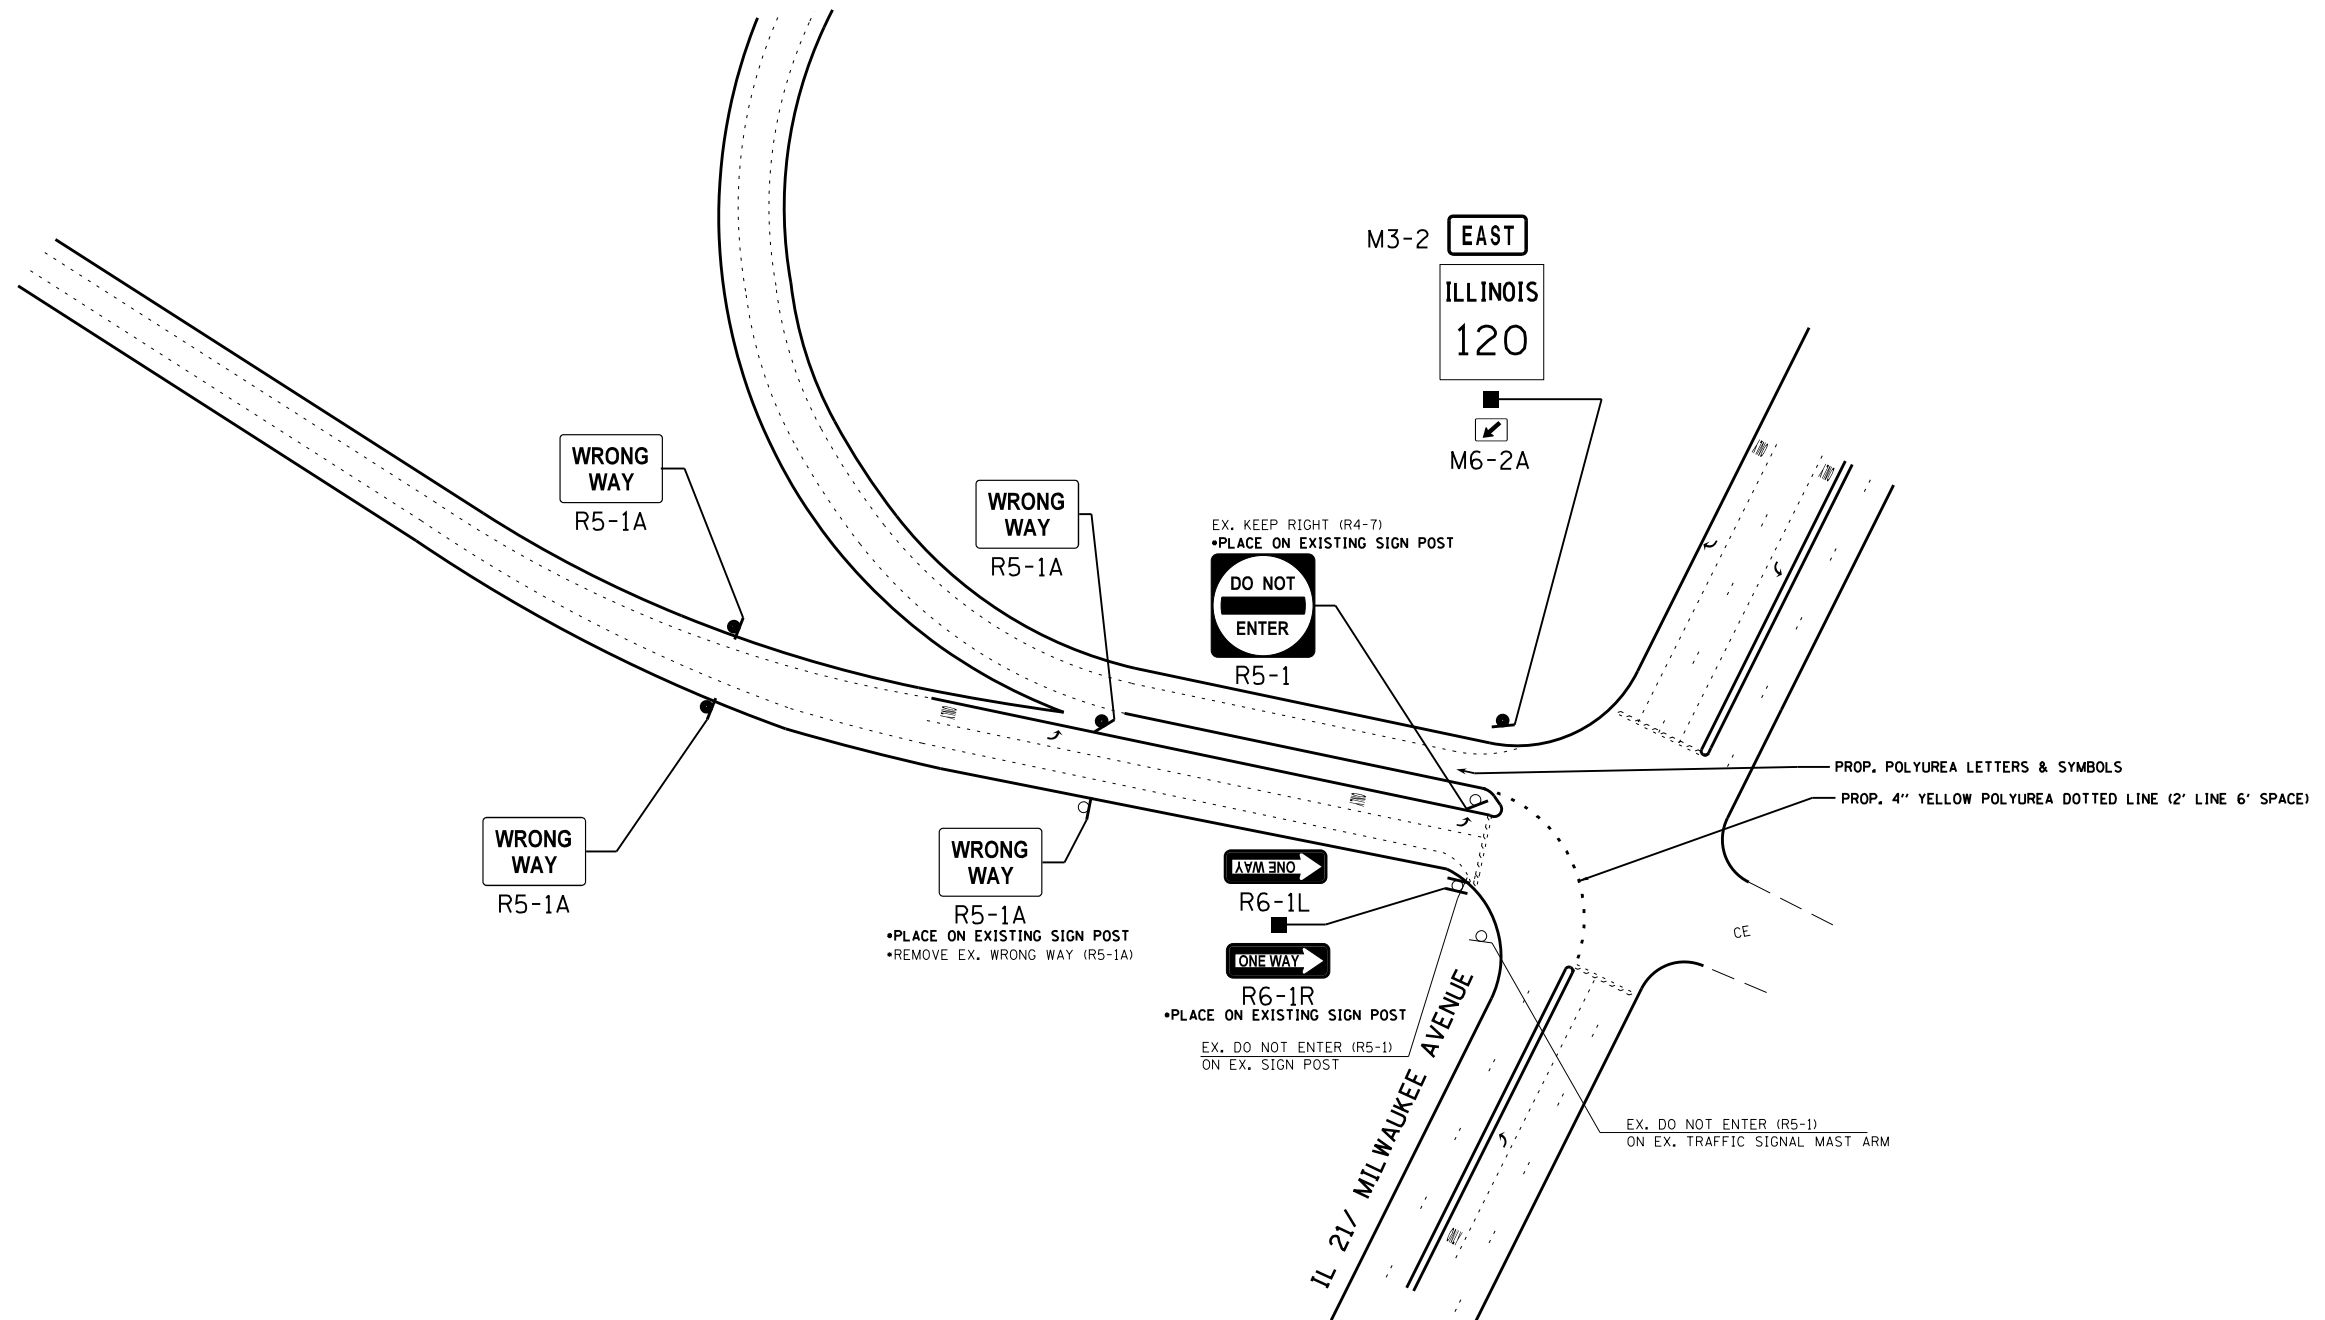 M3-2
EAST
ILLINOIS
120
M6-2A
WRONG
WAY
R5-1A
WRONG
WAY
R5-1A
EX. KEEP RIGHT (R4-7)
•PLACE ON EXISTING SIGN POST
DO NOT
ENTER
R5-1
ONLY
ONLY
ONLY
ONLY
PROP. POLYUREA LETTERS & SYMBOLS
PROP. 4" YELLOW POLYUREA DOTTED LINE (2' LINE 6' SPACE)
WRONG
WAY
R5-1A
WRONG
WAY
R5-1A
•PLACE ON EXISTING SIGN POST
•REMOVE EX. WRONG WAY (R5-1A)
ONE WAY
R6-1L
ONE WAY
R6-1R
•PLACE ON EXISTING SIGN POST
CE
EX. DO NOT ENTER (R5-1)
ON EX. SIGN POST
IL 21/ MILWAUKEE AVENUE
EX. DO NOT ENTER (R5-1)
ON EX. TRAFFIC SIGNAL MAST ARM
ONLY